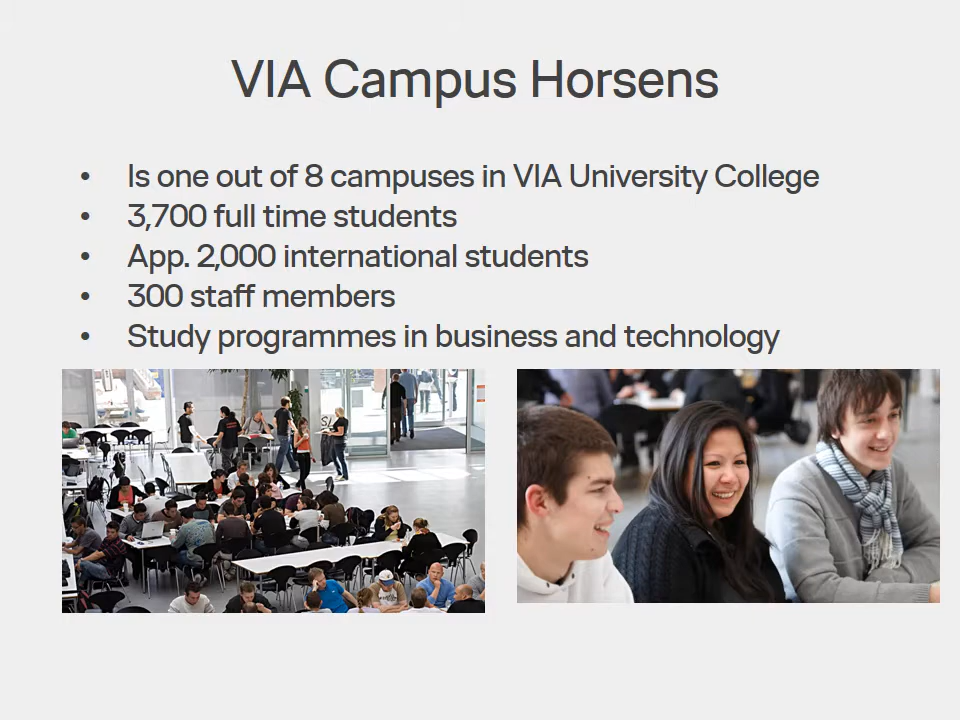 VIA Campus Horsens
• Is one out of 8 campuses in VIA University College
• 3,700 full time students
• App. 2,000 international students
• 300 staff members
• Study programmes in business and technology